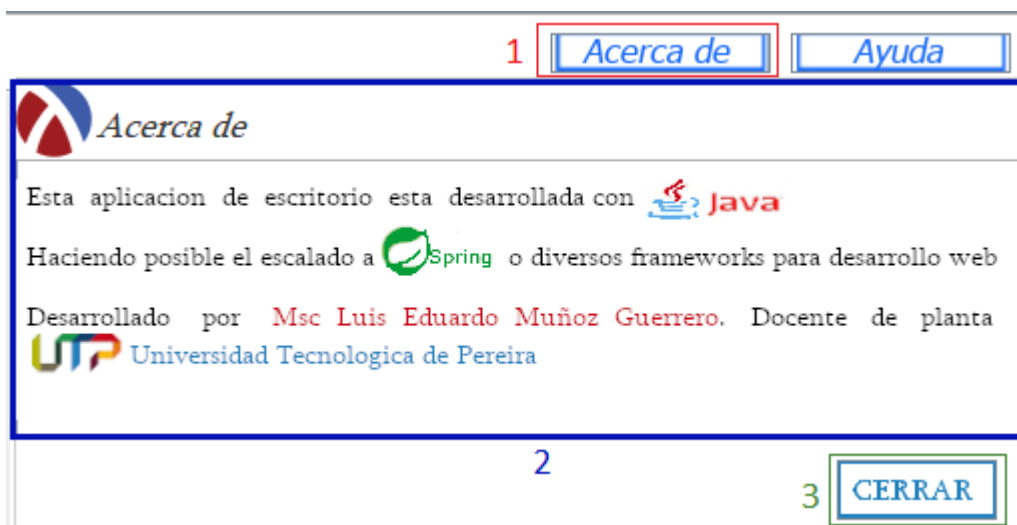 1 Acerca de Ayuda
Acerca de
Esta aplicacion de escritorio esta desarrollada con Java
Haciendo posible el escalado a Spring o diversos frameworks para desarrollo web
Desarrollado por Msc Luis Eduardo Muñoz Guerrero. Docente de planta
UTP Universidad Tecnologica de Pereira
2
3 CERRAR